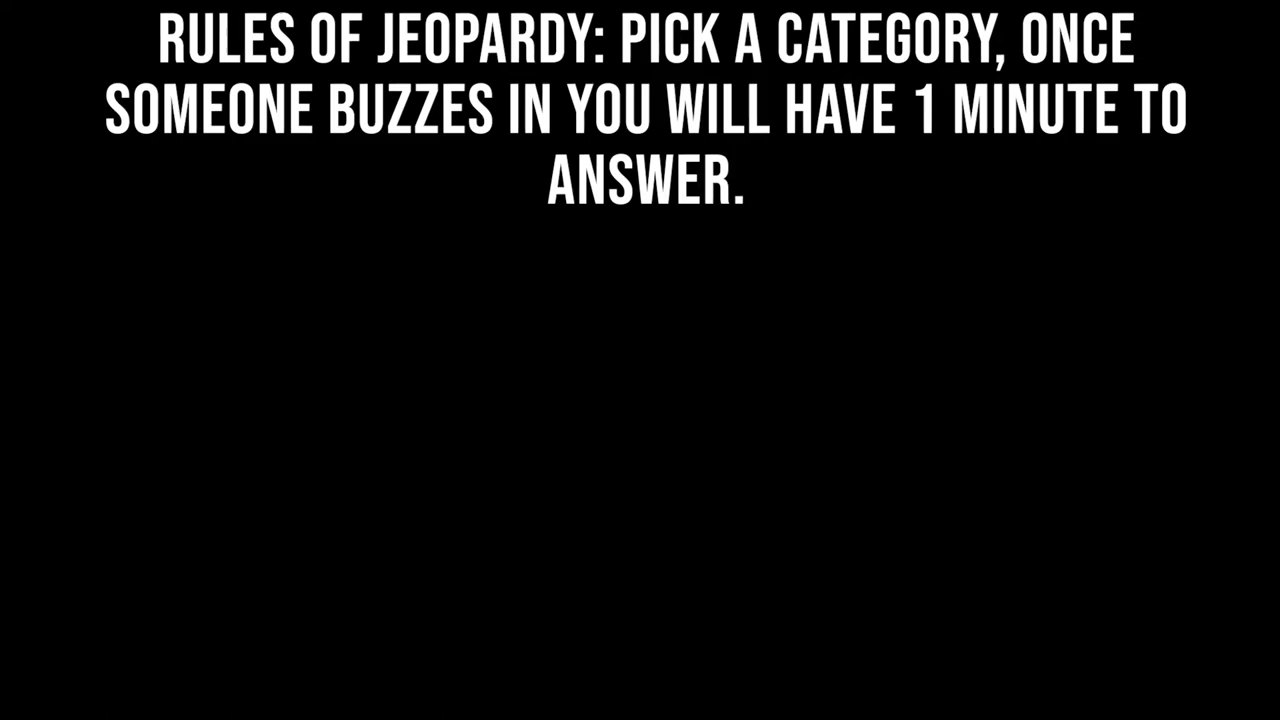 RULES OF JEOPARDY: PICK A CATEGORY, ONCE
SOMEONE BUZZES IN YOU WILL HAVE 1 MINUTE TO
ANSWER.